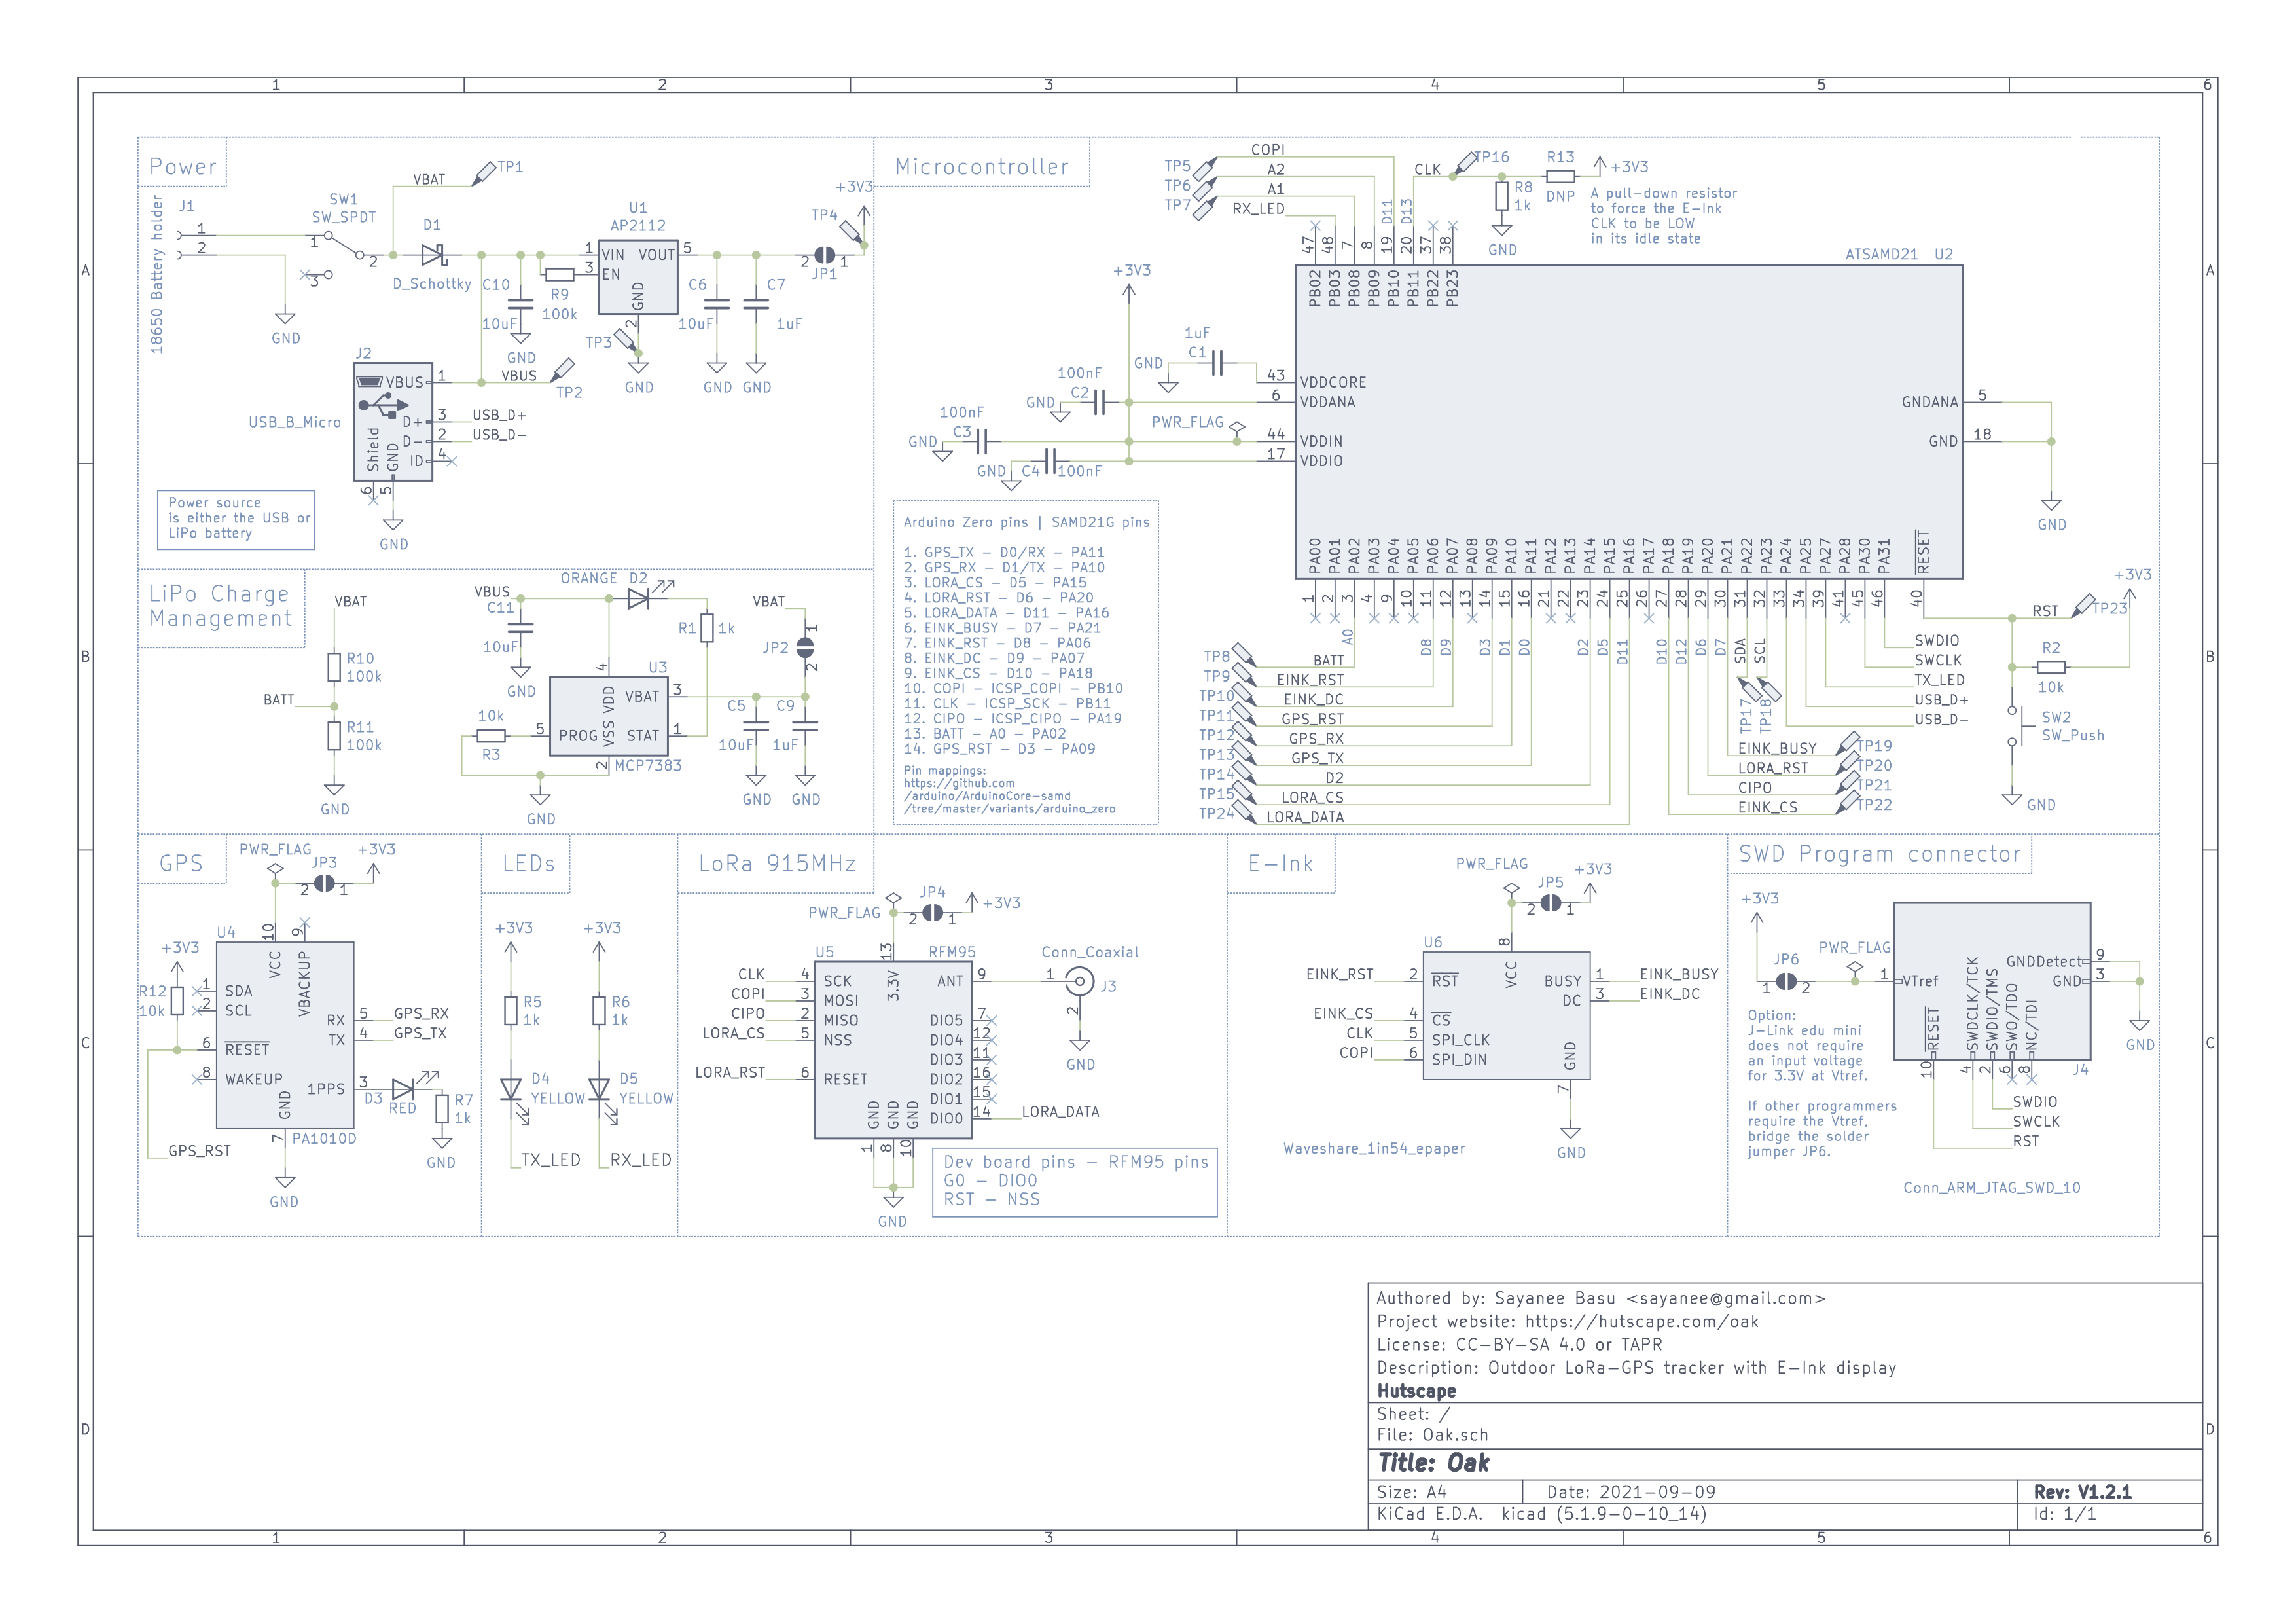 1 2 3 4 5 6
A
B
C
D
Power
TP1
VBAT
18650 Battery holder
J1
1
2
SW1
SW_SPDT
1
2
3
D1
D_Schottky
C10
10uF
GND
GND
R9
100k
U1
AP2112
1 VIN
3 EN
VOUT 5
GND
2
TP3
GND
C6
10uF
GND
C7
1uF
GND
2 JP1 1
TP4
+3V3
J2
USB_B_Micro
VBUS 1
D+ 3
D- 2
ID 4
Shield
GND
6
5
GND
VBUS
TP2
USB_D+
USB_D-
Power source
is either the USB or
LiPo battery
LiPo Charge
Management
VBAT
R10
100k
BATT
R11
100k
GND
VBUS
ORANGE D2
C11
10uF
GND
R1 1k
U3
MCP7383
4
VDD
VBAT 3
STAT 1
PROG 5
VSS
2
10k
R3
GND
VBAT
JP2
1
2
C5
10uF
GND
C9
1uF
GND
Microcontroller
TP5
TP6
TP7
COPI
A2
A1
RX_LED
D11
D13
CLK
TP16
R13
DNP
+3V3
R8
1k
GND
A pull-down resistor
to force the E-Ink
CLK to be LOW
in its idle state
ATSAMD21 U2
47 48 7 8 19 20 37 38
PB02 PB03 PB08 PB09 PB10 PB11 PB22 PB23
+3V3
1uF
C1
GND
100nF
C2
GND
100nF
C3
GND
PWR_FLAG
C4
100nF
GND
43 VDDCORE
6 VDDANA
44 VDDIN
17 VDDIO
GNDANA 5
GND 18
GND
PA00 PA01 PA02 PA03 PA04 PA05 PA06 PA07 PA08 PA09 PA10 PA11 PA12 PA13 PA14 PA15 PA16 PA17 PA18 PA19 PA20 PA21 PA22 PA23 PA24 PA25 PA27 PA28 PA30 PA31 RESET
1 2 3 4 9 10 11 12 13 14 15 16 21 22 23 24 25 26 27 28 29 30 31 32 33 34 39 41 45 46 40
A0 D8 D9 D3 D1 D0 D2 D5 D11 D10 D12 D6 D7 SDA SCL
TP8 BATT
TP9 EINK_RST
TP10 EINK_DC
TP11 GPS_RST
TP12 GPS_RX
TP13 GPS_TX
TP14 D2
TP15 LORA_CS
TP24 LORA_DATA
TP17
TP18
EINK_BUSY TP19
LORA_RST TP20
CIPO TP21
EINK_CS TP22
SWDIO
SWCLK
TX_LED
USB_D+
USB_D-
RST
TP23
+3V3
R2
10k
SW2
SW_Push
GND
Arduino Zero pins | SAMD21G pins
1. GPS_TX - D0/RX - PA11
2. GPS_RX - D1/TX - PA10
3. LORA_CS - D5 - PA15
4. LORA_RST - D6 - PA20
5. LORA_DATA - D11 - PA16
6. EINK_BUSY - D7 - PA21
7. EINK_RST - D8 - PA06
8. EINK_DC - D9 - PA07
9. EINK_CS - D10 - PA18
10. COPI - ICSP_COPI - PB10
11. CLK - ICSP_SCK - PB11
12. CIPO - ICSP_CIPO - PA19
13. BATT - A0 - PA02
14. GPS_RST - D3 - PA09
Pin mappings:
https://github.com
/arduino/ArduinoCore-samd
/tree/master/variants/arduino_zero
GPS
PWR_FLAG
JP3
2 1
+3V3
+3V3
R12
10k
U4
10 VCC
9 VBACKUP
1 SDA
2 SCL
6 RESET
8 WAKEUP
RX 5 GPS_RX
TX 4 GPS_TX
1PPS 3
GND
7
PA1010D
GND
GPS_RST
D3 RED
R7
1k
GND
LEDs
+3V3
R5
1k
D4
YELLOW
TX_LED
+3V3
R6
1k
D5
YELLOW
RX_LED
LoRa 915MHz
PWR_FLAG
JP4
2 1
+3V3
U5
RFM95
13
3.3V
CLK 4 SCK
COPI 3 MOSI
CIPO 2 MISO
LORA_CS 5 NSS
LORA_RST 6 RESET
ANT 9
DIO5 7
DIO4 12
DIO3 11
DIO2 16
DIO1 15
DIO0 14 LORA_DATA
GND GND GND
1 8 10
GND
Conn_Coaxial
1
J3
2
GND
Dev board pins - RFM95 pins
G0 - DIO0
RST - NSS
E-Ink
PWR_FLAG
JP5
2 1
+3V3
U6
8
VCC
EINK_RST 2 RST
EINK_CS 4 CS
CLK 5 SPI_CLK
COPI 6 SPI_DIN
BUSY 1 EINK_BUSY
DC 3 EINK_DC
GND
7
GND
Waveshare_1in54_epaper
SWD Program connector
+3V3
JP6
1 2
PWR_FLAG
1 VTref
GNDDetect 9
GND 3
GND
RESET
SWDCLK/TCK
SWDIO/TMS
SWO/TDO
NC/TDI
10 4 2 6 8
J4
SWDIO
SWCLK
RST
Conn_ARM_JTAG_SWD_10
Option:
J-Link edu mini
does not require
an input voltage
for 3.3V at Vtref.
If other programmers
require the Vtref,
bridge the solder
jumper JP6.
Authored by: Sayanee Basu <sayanee@gmail.com>
Project website: https://hutscape.com/oak
License: CC-BY-SA 4.0 or TAPR
Description: Outdoor LoRa-GPS tracker with E-Ink display
Hutscape
Sheet: /
File: Oak.sch
Title: Oak
Size: A4
Date: 2021-09-09
Rev: V1.2.1
KiCad E.D.A. kicad (5.1.9-0-10_14)
Id: 1/1
A
B
C
D
1 2 3 4 5 6